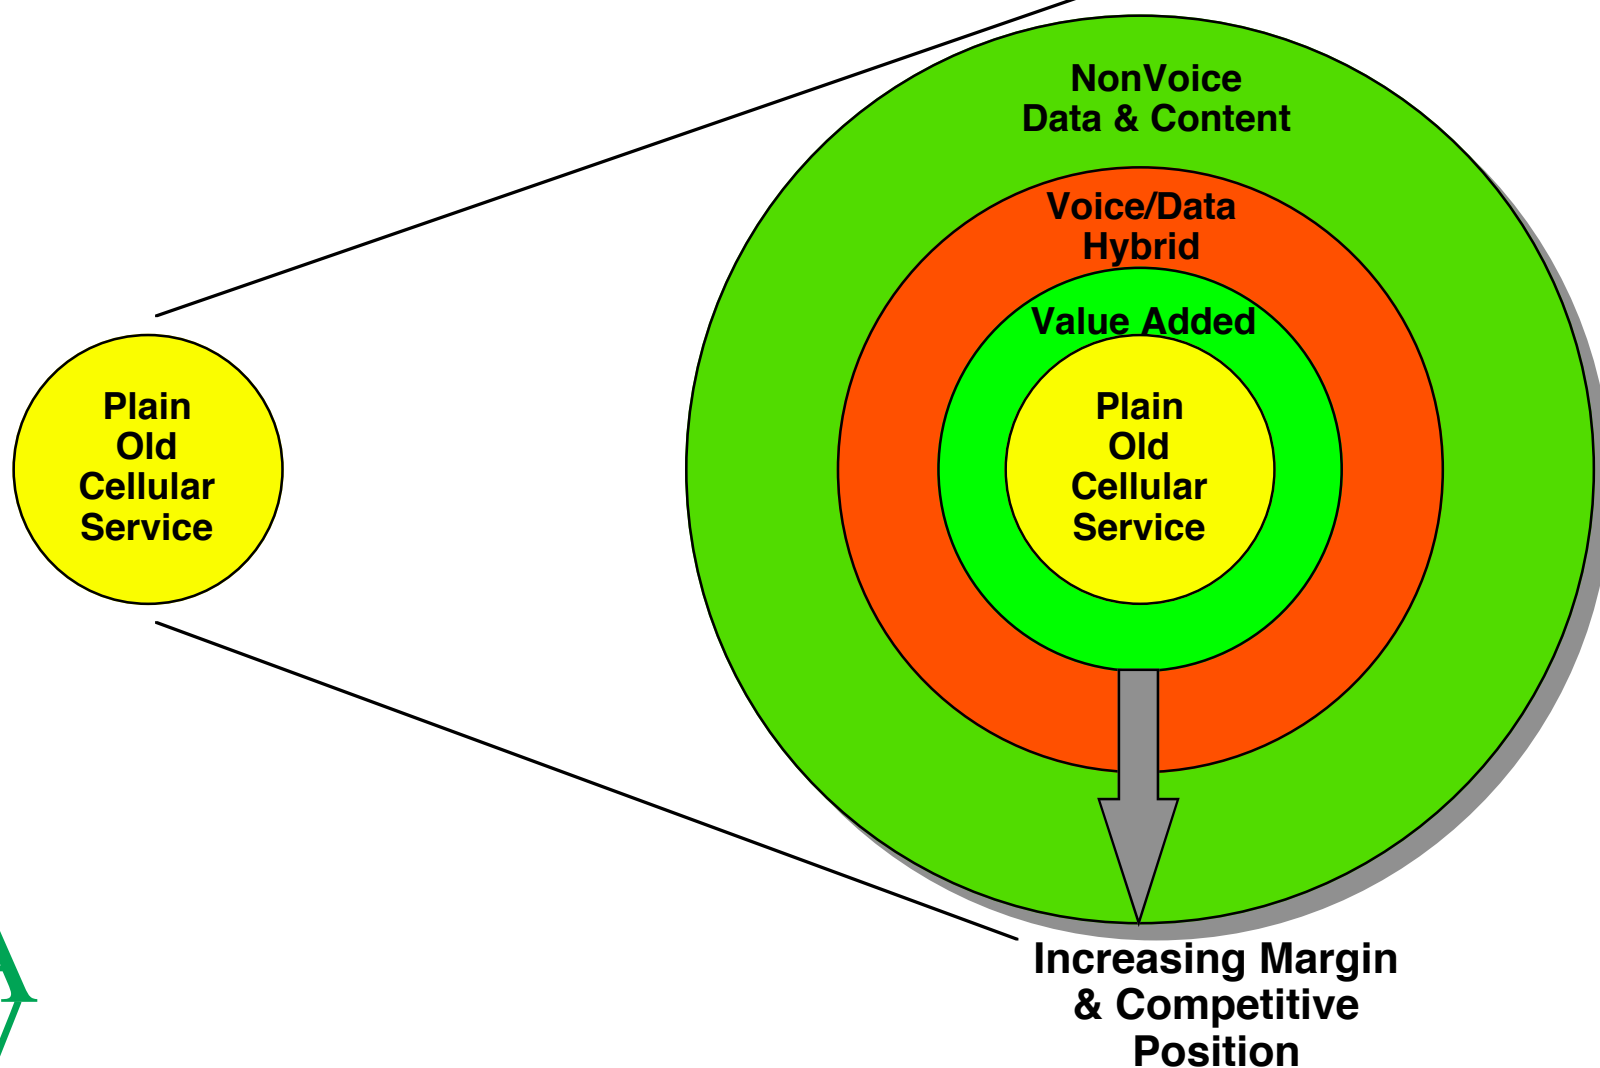 NonVoice
Data & Content
Voice/Data
Hybrid
Value Added
Plain
Old
Cellular
Service
Plain
Old
Cellular
Service
Increasing Margin
& Competitive
Position